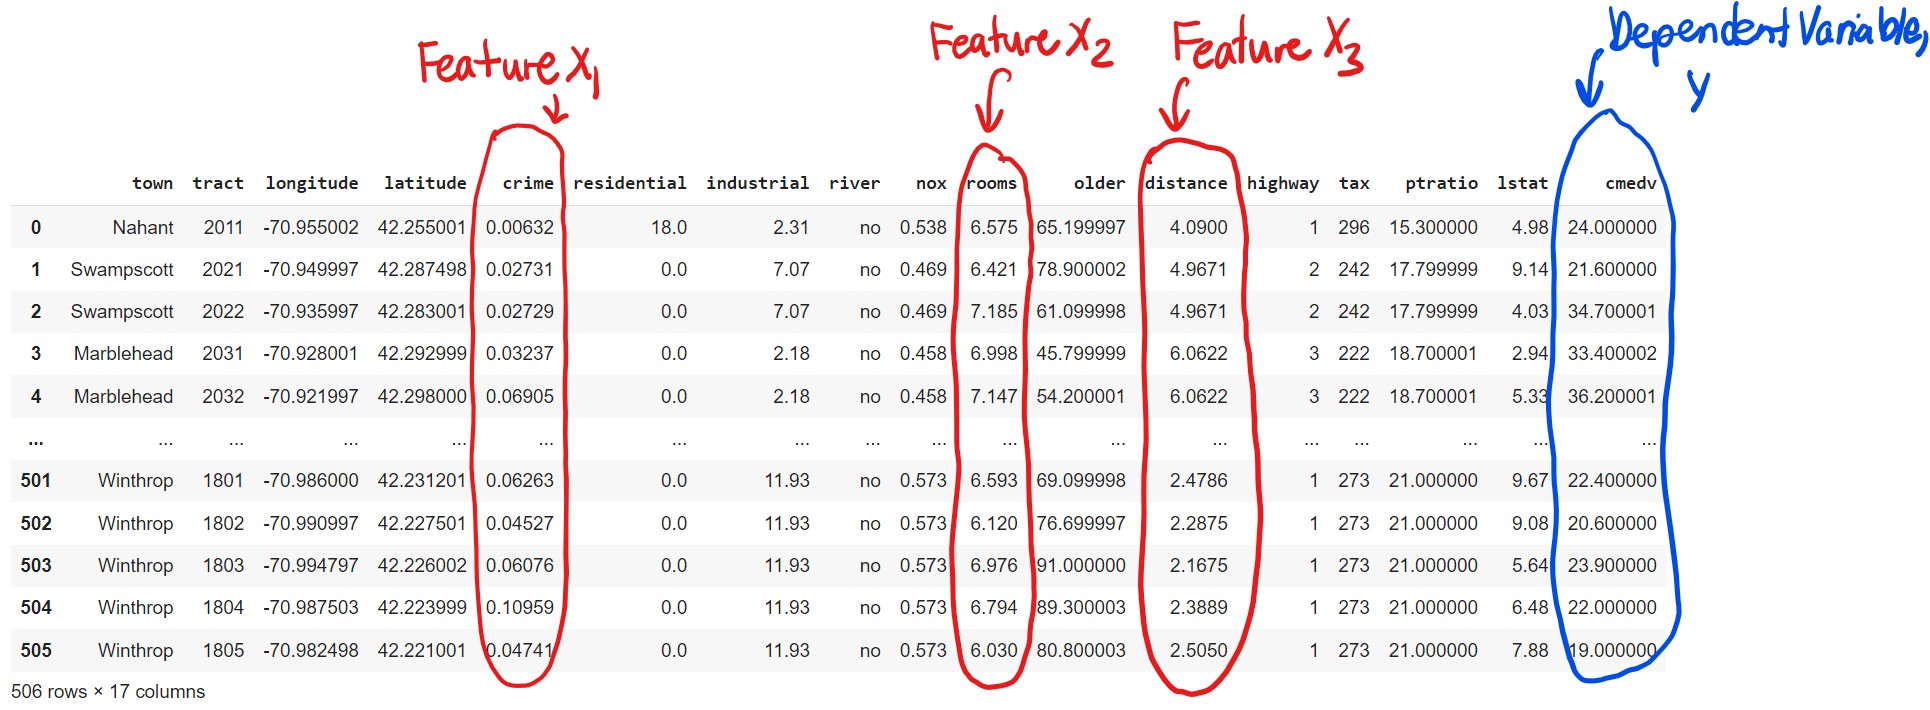 Feature X1
Feature X2
Feature X3
Dependent Variable,
y
town tract longitude latitude crime residential industrial river nox rooms older distance highway tax ptratio lstat cmedv
0 Nahant 2011 -70.955002 42.255001 0.00632 18.0 2.31 no 0.538 6.575 65.199997 4.0900 1 296 15.300000 4.98 24.000000
1 Swampscott 2021 -70.949997 42.287498 0.02731 0.0 7.07 no 0.469 6.421 78.900002 4.9671 2 242 17.799999 9.14 21.600000
2 Swampscott 2022 -70.935997 42.283001 0.02729 0.0 7.07 no 0.469 7.185 61.099998 4.9671 2 242 17.799999 4.03 34.700001
3 Marblehead 2031 -70.928001 42.292999 0.03237 0.0 2.18 no 0.458 6.998 45.799999 6.0622 3 222 18.700001 2.94 33.400002
4 Marblehead 2032 -70.921997 42.298000 0.06905 0.0 2.18 no 0.458 7.147 54.200001 6.0622 3 222 18.700001 5.33 36.200001
... ... ... ... ... ... ... ... ... ... ... ... ... ... ... ... ... ...
501 Winthrop 1801 -70.986000 42.231201 0.06263 0.0 11.93 no 0.573 6.593 69.099998 2.4786 1 273 21.000000 9.67 22.400000
502 Winthrop 1802 -70.990997 42.227501 0.04527 0.0 11.93 no 0.573 6.120 76.699997 2.2875 1 273 21.000000 9.08 20.600000
503 Winthrop 1803 -70.994797 42.226002 0.06076 0.0 11.93 no 0.573 6.976 91.000000 2.1675 1 273 21.000000 5.64 23.900000
504 Winthrop 1804 -70.987503 42.223999 0.10959 0.0 11.93 no 0.573 6.794 89.300003 2.3889 1 273 21.000000 6.48 22.000000
505 Winthrop 1805 -70.982498 42.221001 0.04741 0.0 11.93 no 0.573 6.030 80.800003 2.5050 1 273 21.000000 7.88 19.000000
506 rows × 17 columns